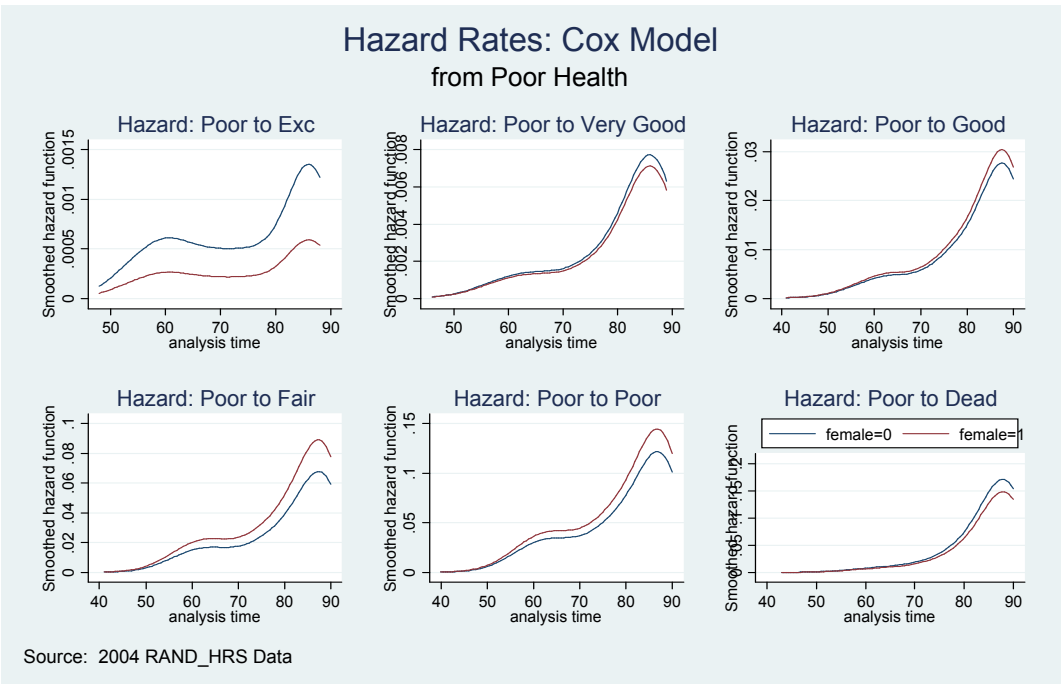 Hazard Rates: Cox Model
from Poor Health
Hazard: Poor to Exc
Smoothed hazard function
0 .0005 .001 .0015
50 60 70 80 90
analysis time
Hazard: Poor to Very Good
Smoothed hazard function
0 .002 .004 .006 .008
50 60 70 80 90
analysis time
Hazard: Poor to Good
Smoothed hazard function
0 .01 .02 .03
40 50 60 70 80 90
analysis time
Hazard: Poor to Fair
Smoothed hazard function
0 .02 .04 .06 .08 .1
40 50 60 70 80 90
analysis time
Hazard: Poor to Poor
Smoothed hazard function
0 .05 .1 .15
40 50 60 70 80 90
analysis time
Hazard: Poor to Dead
female=0 female=1
Smoothed hazard function
0 .05 .1 .15 .2
40 50 60 70 80 90
analysis time
Source: 2004 RAND_HRS Data